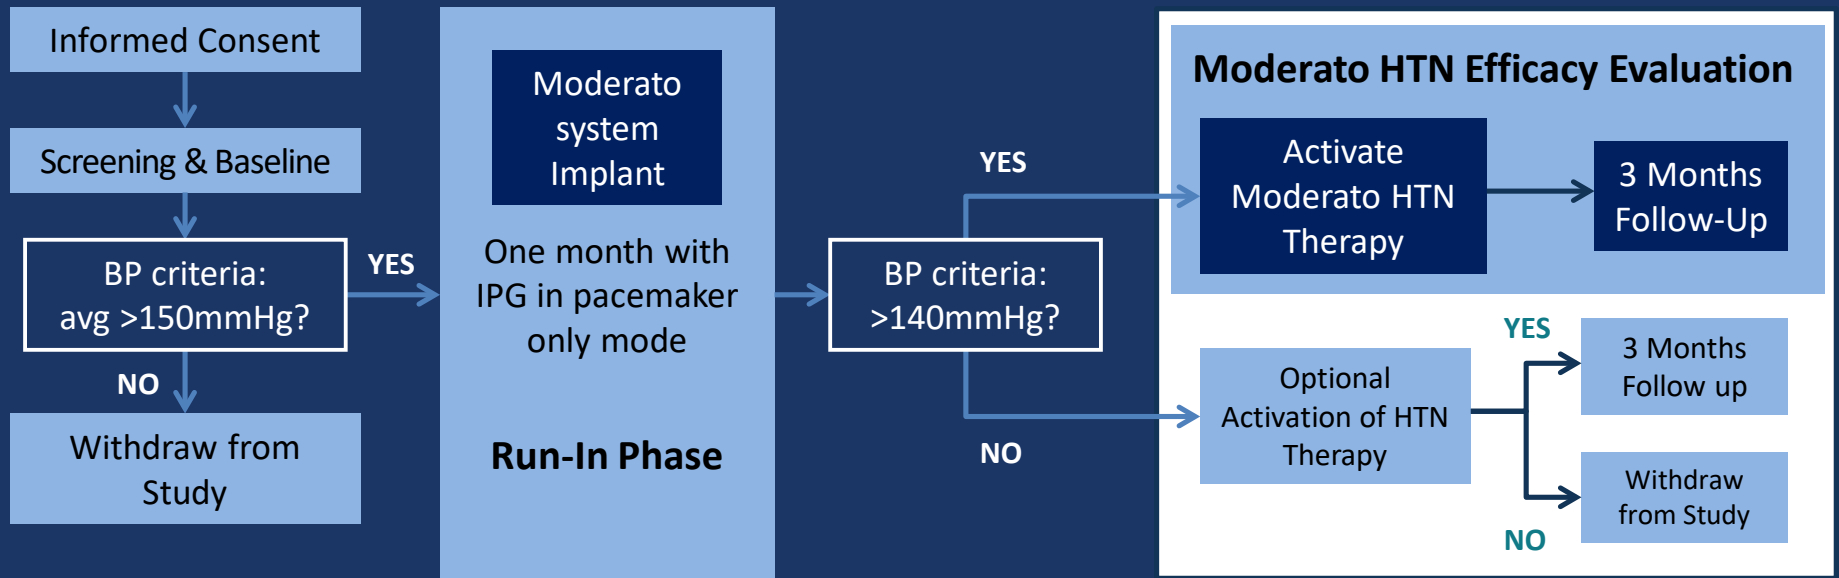 Informed Consent
Screening & Baseline
BP criteria:
avg >150mmHg?
YES
NO
Withdraw from
Study
Moderato
system
Implant
One month with
IPG in pacemaker
only mode
Run-In Phase
BP criteria:
>140mmHg?
YES
NO
Moderato HTN Efficacy Evaluation
Activate
Moderato HTN
Therapy
3 Months
Follow-Up
Optional
Activation of HTN
Therapy
YES
3 Months
Follow up
NO
Withdraw
from Study